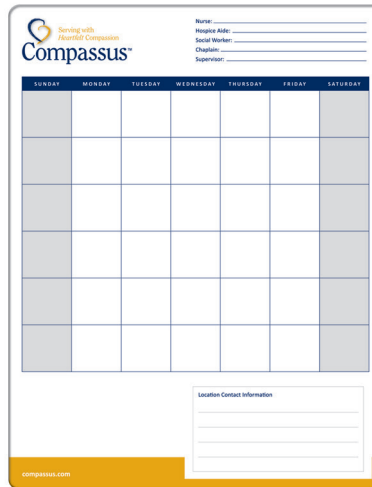 Serving with
Heartfelt Compassion
Compassus™
Nurse:
Hospice Aide:
Social Worker:
Chaplain:
Supervisor:
SUNDAY MONDAY TUESDAY WEDNESDAY THURSDAY FRIDAY SATURDAY
Location Contact Information
compassus.com